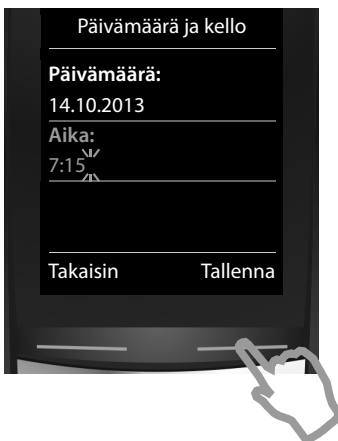 Päivämäärä ja kello
Päivämäärä:
14.10.2013
Aika:
7:15
Takaisin Tallenna